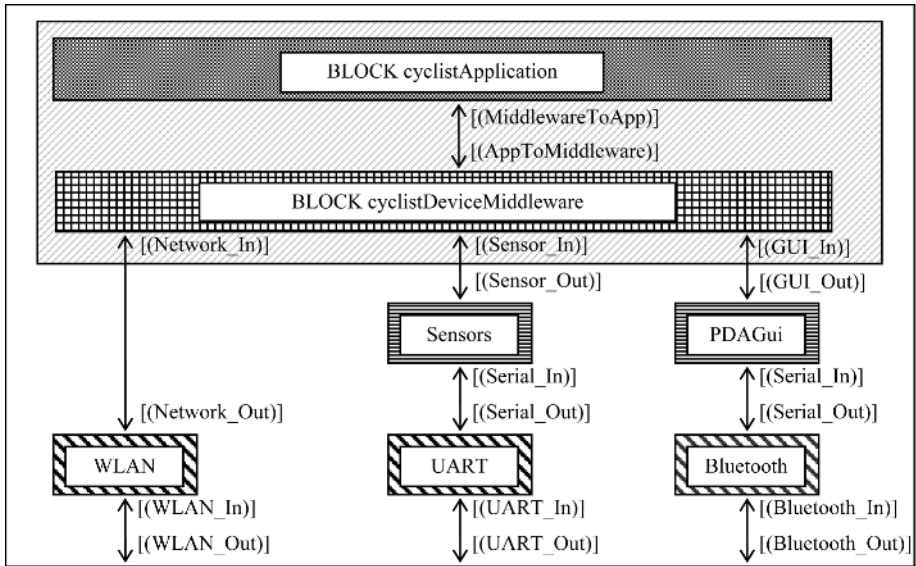 BLOCK cyclistApplication
[(MiddlewareToApp)]
[(AppToMiddleware)]
BLOCK cyclistDeviceMiddleware
[(Network_In)]
[(Sensor_In)]
[(GUI_In)]
[(Sensor_Out)]
[(GUI_Out)]
Sensors
PDAGui
[(Serial_In)]
[(Serial_In)]
[(Network_Out)]
[(Serial_Out)]
[(Serial_Out)]
WLAN
UART
Bluetooth
[(WLAN_In)]
[(UART_In)]
[(Bluetooth_In)]
[(WLAN_Out)]
[(UART_Out)]
[(Bluetooth_Out)]